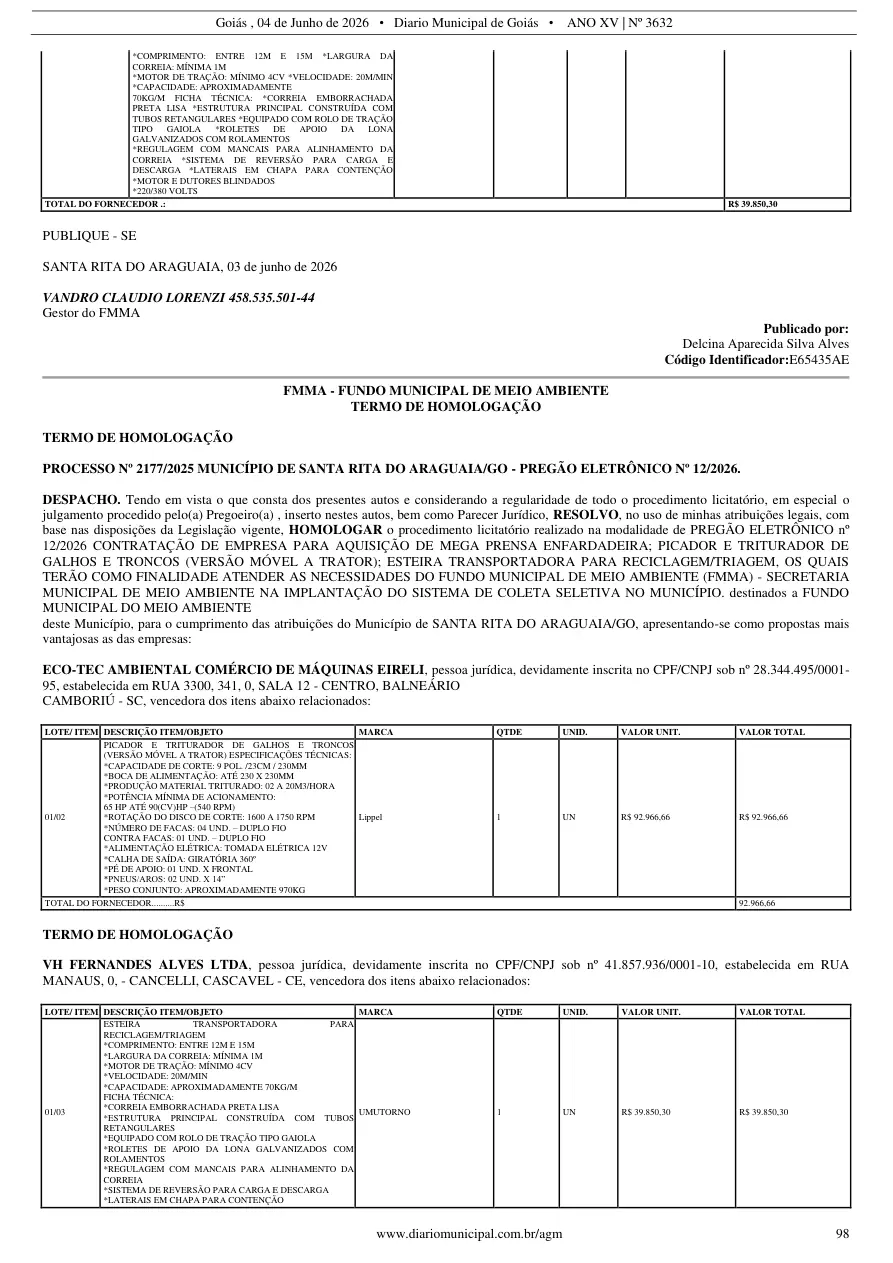 Goiás , 04 de Junho de 2026 • Diario Municipal de Goiás • ANO XV | Nº 3632
*COMPRIMENTO: ENTRE 12M E 15M *LARGURA DA
CORREIA: MÍNIMA 1M
*MOTOR DE TRAÇÃO: MÍNIMO 4CV *VELOCIDADE: 20M/MIN
*CAPACIDADE: APROXIMADAMENTE
70KG/M FICHA TÉCNICA: *CORREIA EMBORRACHADA
PRETA LISA *ESTRUTURA PRINCIPAL CONSTRUÍDA COM
TUBOS RETANGULARES *EQUIPADO COM ROLO DE TRAÇÃO
TIPO GAIOLA *ROLETES DE APOIO DA LONA
GALVANIZADOS COM ROLAMENTOS
*REGULAGEM COM MANCAIS PARA ALINHAMENTO DA
CORREIA *SISTEMA DE REVERSÃO PARA CARGA E
DESCARGA *LATERAIS EM CHAPA PARA CONTENÇÃO
*MOTOR E DUTORES BLINDADOS
*220/380 VOLTS
TOTAL DO FORNECEDOR .: R$ 39.850,30
PUBLIQUE - SE
SANTA RITA DO ARAGUAIA, 03 de junho de 2026
VANDRO CLAUDIO LORENZI 458.535.501-44
Gestor do FMMA
Publicado por:
Delcina Aparecida Silva Alves
Código Identificador:E65435AE
FMMA - FUNDO MUNICIPAL DE MEIO AMBIENTE
TERMO DE HOMOLOGAÇÃO
TERMO DE HOMOLOGAÇÃO
PROCESSO Nº 2177/2025 MUNICÍPIO DE SANTA RITA DO ARAGUAIA/GO - PREGÃO ELETRÔNICO Nº 12/2026.
DESPACHO. Tendo em vista o que consta dos presentes autos e considerando a regularidade de todo o procedimento licitatório, em especial o
julgamento procedido pelo(a) Pregoeiro(a) , inserto nestes autos, bem como Parecer Jurídico, RESOLVO, no uso de minhas atribuições legais, com
base nas disposições da Legislação vigente, HOMOLOGAR o procedimento licitatório realizado na modalidade de PREGÃO ELETRÔNICO nº
12/2026 CONTRATAÇÃO DE EMPRESA PARA AQUISIÇÃO DE MEGA PRENSA ENFARDADEIRA; PICADOR E TRITURADOR DE
GALHOS E TRONCOS (VERSÃO MÓVEL A TRATOR); ESTEIRA TRANSPORTADORA PARA RECICLAGEM/TRIAGEM, OS QUAIS
TERÃO COMO FINALIDADE ATENDER AS NECESSIDADES DO FUNDO MUNICIPAL DE MEIO AMBIENTE (FMMA) - SECRETARIA
MUNICIPAL DE MEIO AMBIENTE NA IMPLANTAÇÃO DO SISTEMA DE COLETA SELETIVA NO MUNICÍPIO. destinados a FUNDO
MUNICIPAL DO MEIO AMBIENTE
deste Município, para o cumprimento das atribuições do Município de SANTA RITA DO ARAGUAIA/GO, apresentando-se como propostas mais
vantajosas as das empresas:
ECO-TEC AMBIENTAL COMÉRCIO DE MÁQUINAS EIRELI, pessoa jurídica, devidamente inscrita no CPF/CNPJ sob nº 28.344.495/0001-
95, estabelecida em RUA 3300, 341, 0, SALA 12 - CENTRO, BALNEÁRIO
CAMBORIÚ - SC, vencedora dos itens abaixo relacionados:
LOTE/ ITEM DESCRIÇÃO ITEM/OBJETO MARCA QTDE UNID. VALOR UNIT. VALOR TOTAL
PICADOR E TRITURADOR DE GALHOS E TRONCOS
(VERSÃO MÓVEL A TRATOR) ESPECIFICAÇÕES TÉCNICAS:
*CAPACIDADE DE CORTE: 9 POL. /23CM / 230MM
*BOCA DE ALIMENTAÇÃO: ATÉ 230 X 230MM
*PRODUÇÃO MATERIAL TRITURADO: 02 A 20M3/HORA
*POTÊNCIA MÍNIMA DE ACIONAMENTO:
65 HP ATÉ 90(CV)HP –(540 RPM)
01/02 *ROTAÇÃO DO DISCO DE CORTE: 1600 A 1750 RPM Lippel 1 UN R$ 92.966,66 R$ 92.966,66
*NÚMERO DE FACAS: 04 UND. – DUPLO FIO
CONTRA FACAS: 01 UND. – DUPLO FIO
*ALIMENTAÇÃO ELÉTRICA: TOMADA ELÉTRICA 12V
*CALHA DE SAÍDA: GIRATÓRIA 360º
*PÉ DE APOIO: 01 UND. X FRONTAL
*PNEUS/AROS: 02 UND. X 14”
*PESO CONJUNTO: APROXIMADAMENTE 970KG
TOTAL DO FORNECEDOR..........R$ 92.966,66
TERMO DE HOMOLOGAÇÃO
VH FERNANDES ALVES LTDA, pessoa jurídica, devidamente inscrita no CPF/CNPJ sob nº 41.857.936/0001-10, estabelecida em RUA
MANAUS, 0, - CANCELLI, CASCAVEL - CE, vencedora dos itens abaixo relacionados:
LOTE/ ITEM DESCRIÇÃO ITEM/OBJETO MARCA QTDE UNID. VALOR UNIT. VALOR TOTAL
ESTEIRA TRANSPORTADORA PARA
RECICLAGEM/TRIAGEM
*COMPRIMENTO: ENTRE 12M E 15M
*LARGURA DA CORREIA: MÍNIMA 1M
*MOTOR DE TRAÇÃO: MÍNIMO 4CV
*VELOCIDADE: 20M/MIN
*CAPACIDADE: APROXIMADAMENTE 70KG/M
FICHA TÉCNICA:
*CORREIA EMBORRACHADA PRETA LISA
01/03 *ESTRUTURA PRINCIPAL CONSTRUÍDA COM TUBOS UMUTORNO 1 UN R$ 39.850,30 R$ 39.850,30
RETANGULARES
*EQUIPADO COM ROLO DE TRAÇÃO TIPO GAIOLA
*ROLETES DE APOIO DA LONA GALVANIZADOS COM
ROLAMENTOS
*REGULAGEM COM MANCAIS PARA ALINHAMENTO DA
CORREIA
*SISTEMA DE REVERSÃO PARA CARGA E DESCARGA
*LATERAIS EM CHAPA PARA CONTENÇÃO
www.diariomunicipal.com.br/agm 98